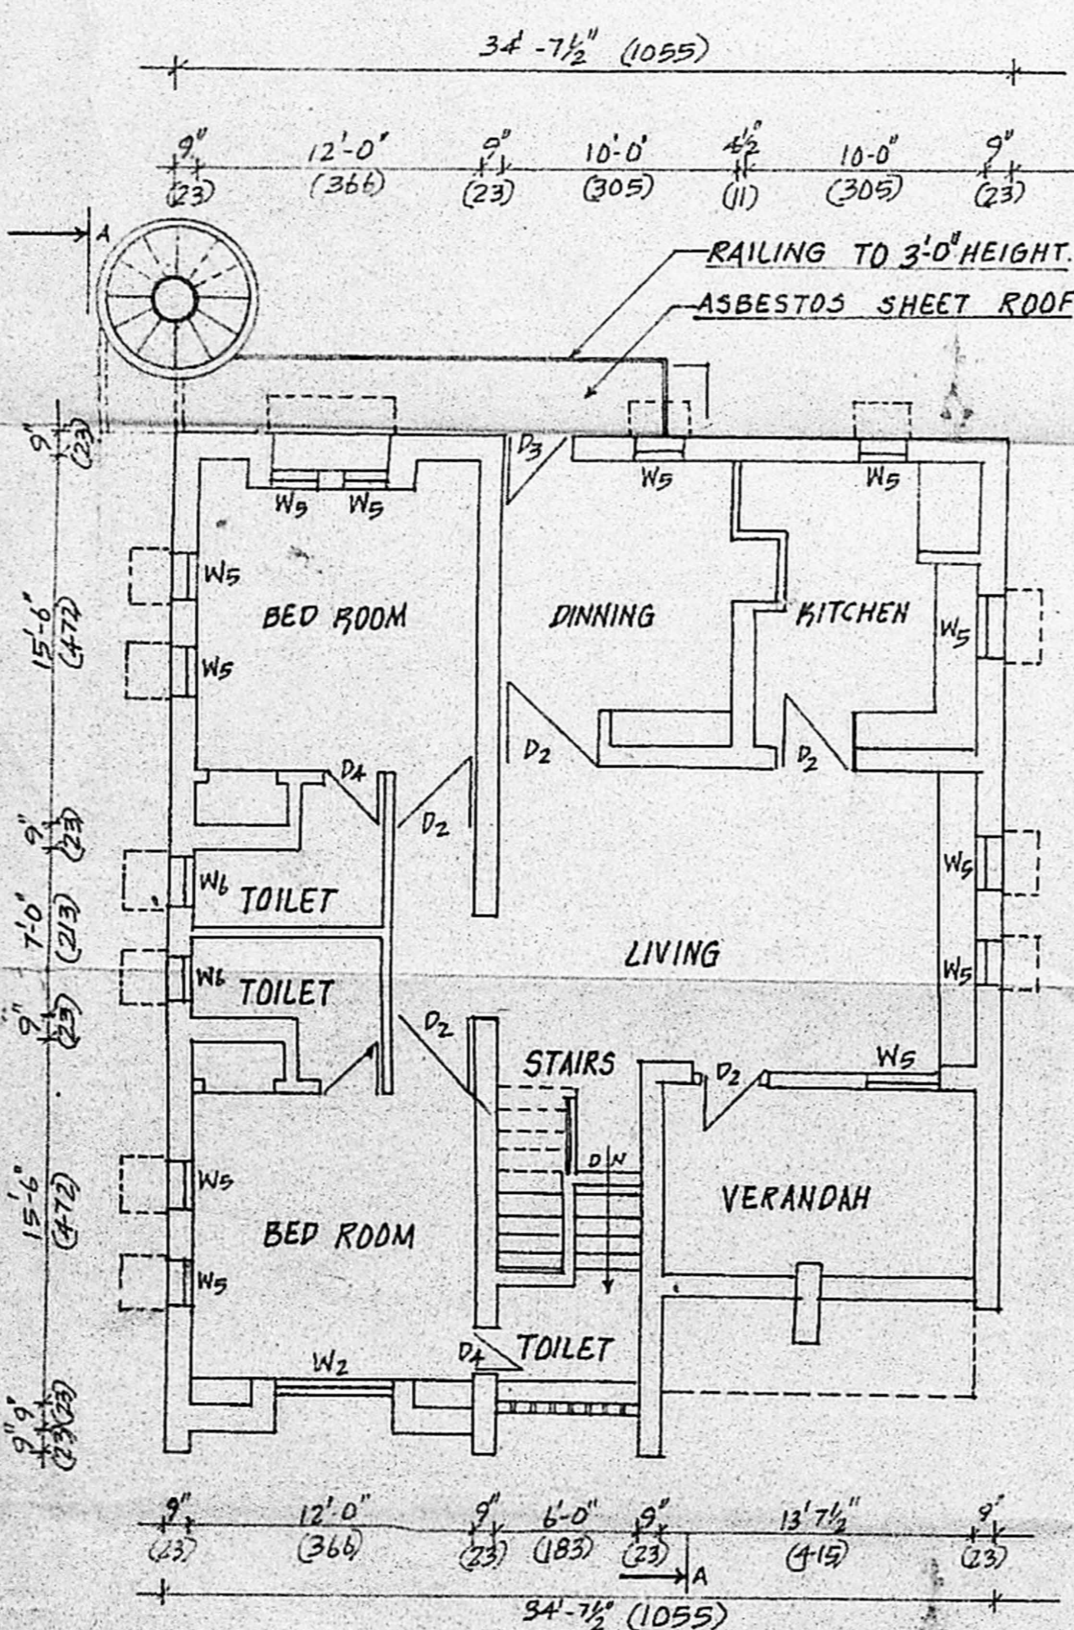 34'-7½" (1055)
9" 12'-0" 9" 10'-0' 4½" 10-0" 9"
(23) (366) (23) (305) (11) (305) (23)
A
RAILING TO 3'-0" HEIGHT.
ASBESTOS SHEET ROOF
9"
(23)
D3
W5 W5 W5 W5
W5
BED ROOM DINNING KITCHEN
W5
15'-6"
(472)
W5
D4 D2 D2 D2
9"
(23)
W6 TOILET W5
7'-0"
(213)
LIVING
W6 TOILET W5
9"
(23)
D2
STAIRS D2 W5
DN
W5
VERANDAH
15'-6"
(472)
BED ROOM
W5
W2 D4 TOILET
9" 9"
(23)(23)
9" 12'-0" 9" 6'-0" 9" 13'7½" 9'
(23) (366) (23) (183) (23) (415) (23)
A
34'-7½" (1055)